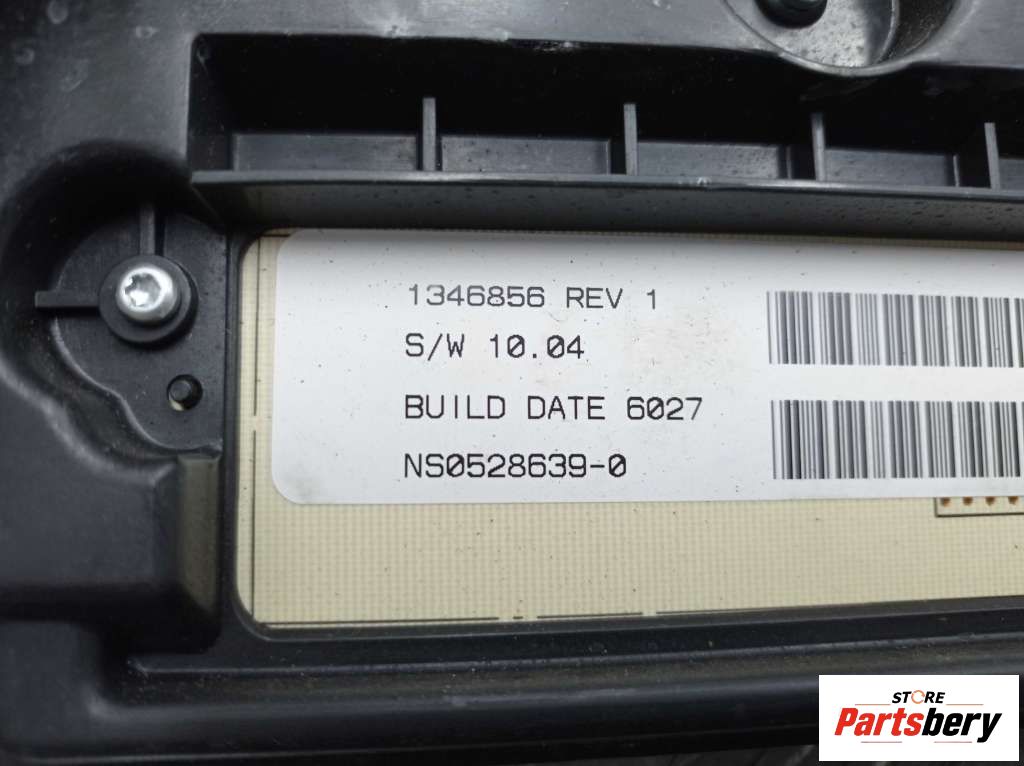 1346856 REV 1
S/W 10.04
BUILD DATE 6027
NS0528639-0
STORE
Partsbery